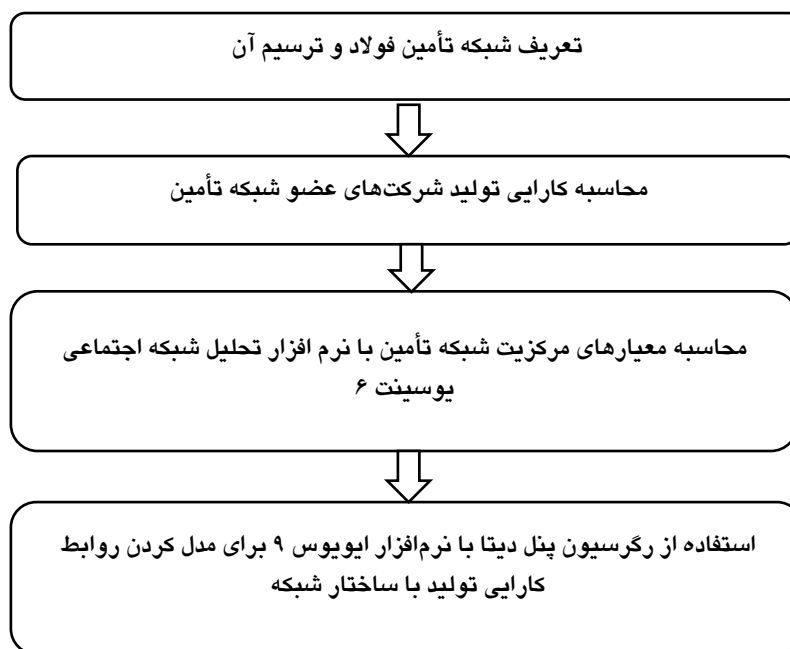 تعریف شبکه تأمین فولاد و ترسیم آن
محاسبه کارایی تولید شرکت‌های عضو شبکه تأمین
محاسبه معیارهای مرکزیت شبکه تأمین با نرم افزار تحلیل شبکه اجتماعی
یوسینت ۶
استفاده از رگرسیون پنل دیتا با نرم‌افزار ایویوس ۹ برای مدل کردن روابط
کارایی تولید با ساختار شبکه